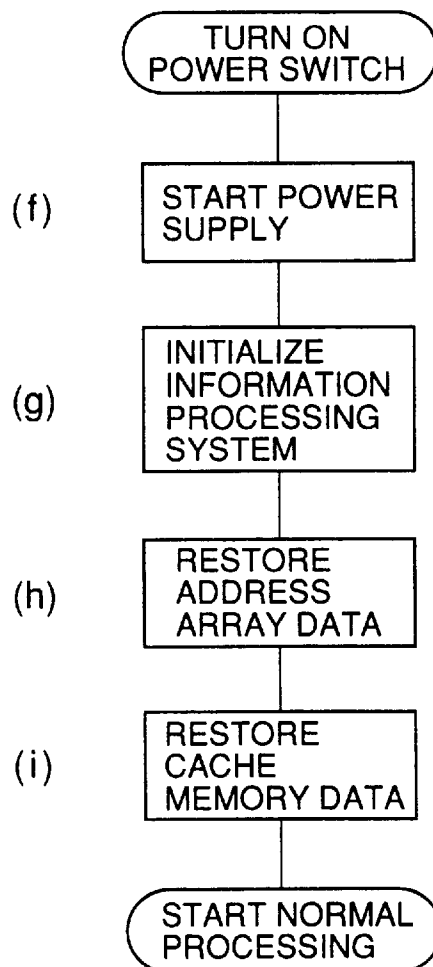 TURN ON
POWER SWITCH
(f)
START POWER
SUPPLY
(g)
INITIALIZE
INFORMATION
PROCESSING
SYSTEM
(h)
RESTORE
ADDRESS
ARRAY DATA
(i)
RESTORE
CACHE
MEMORY DATA
START NORMAL
PROCESSING